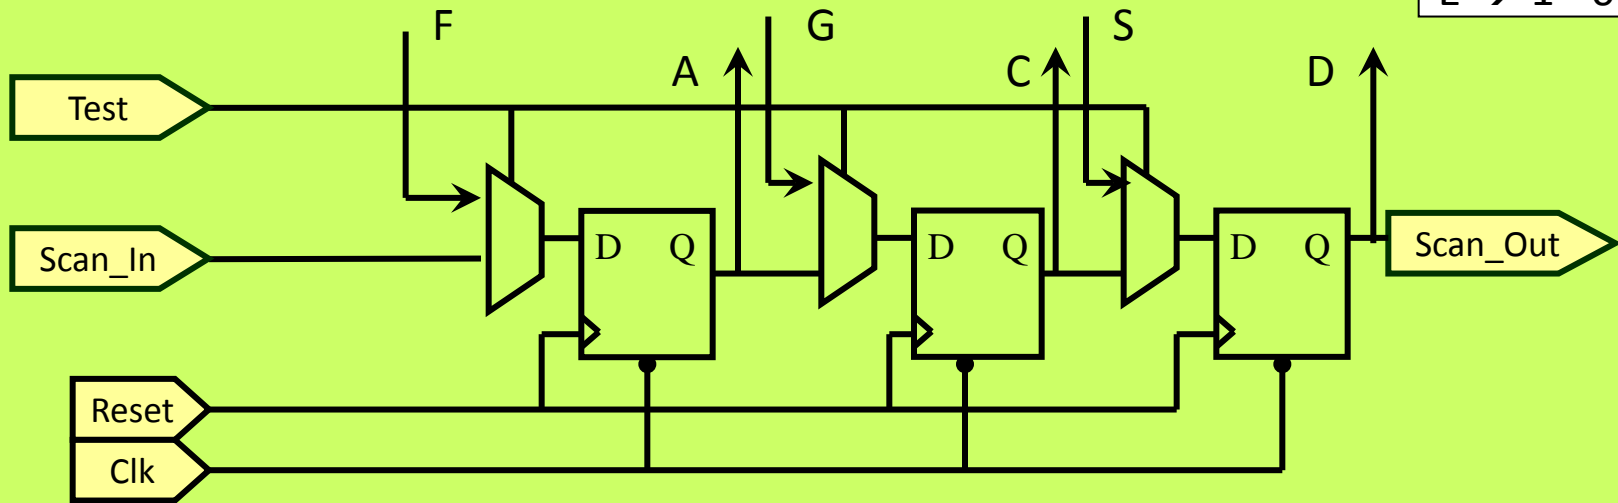 F
G
S
A
C
D
Test
Scan_In
D Q
D Q
D Q
Scan_Out
Reset
Clk